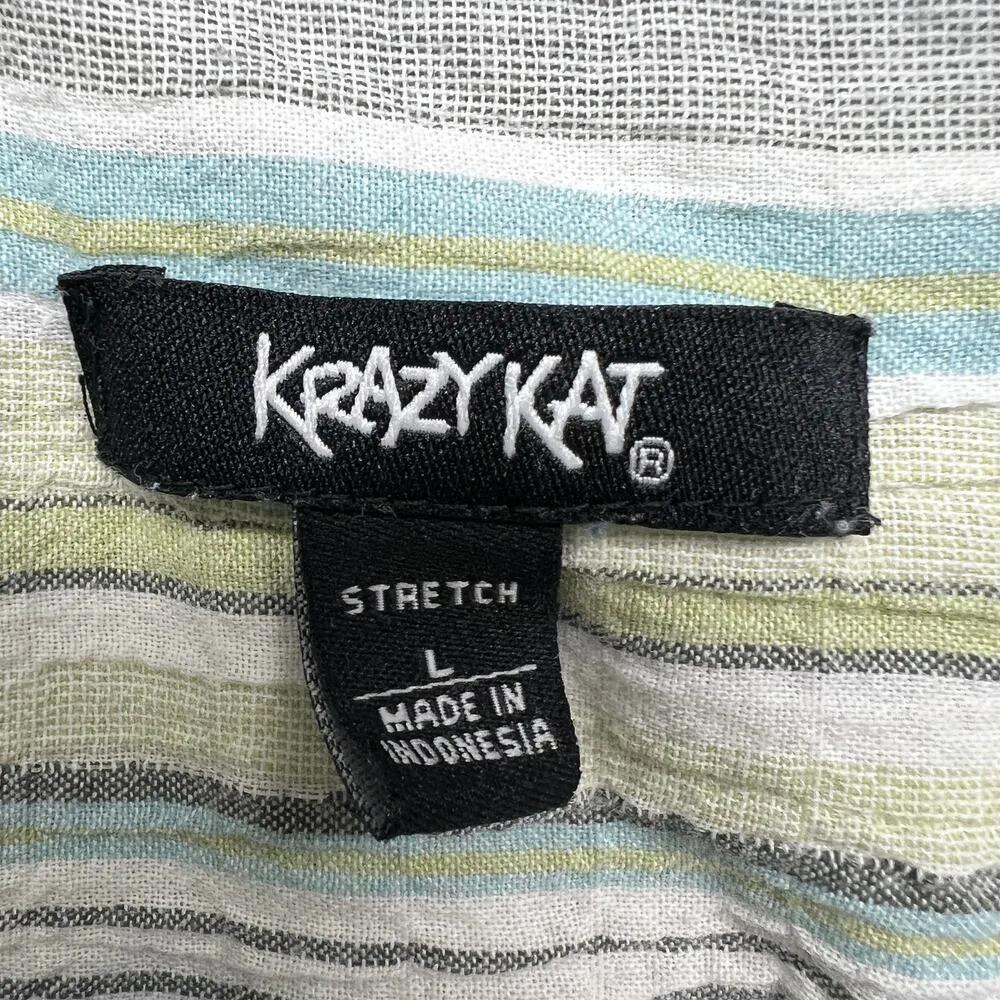 KRAZY KAT®
STRETCH
L
MADE IN
INDONESIA